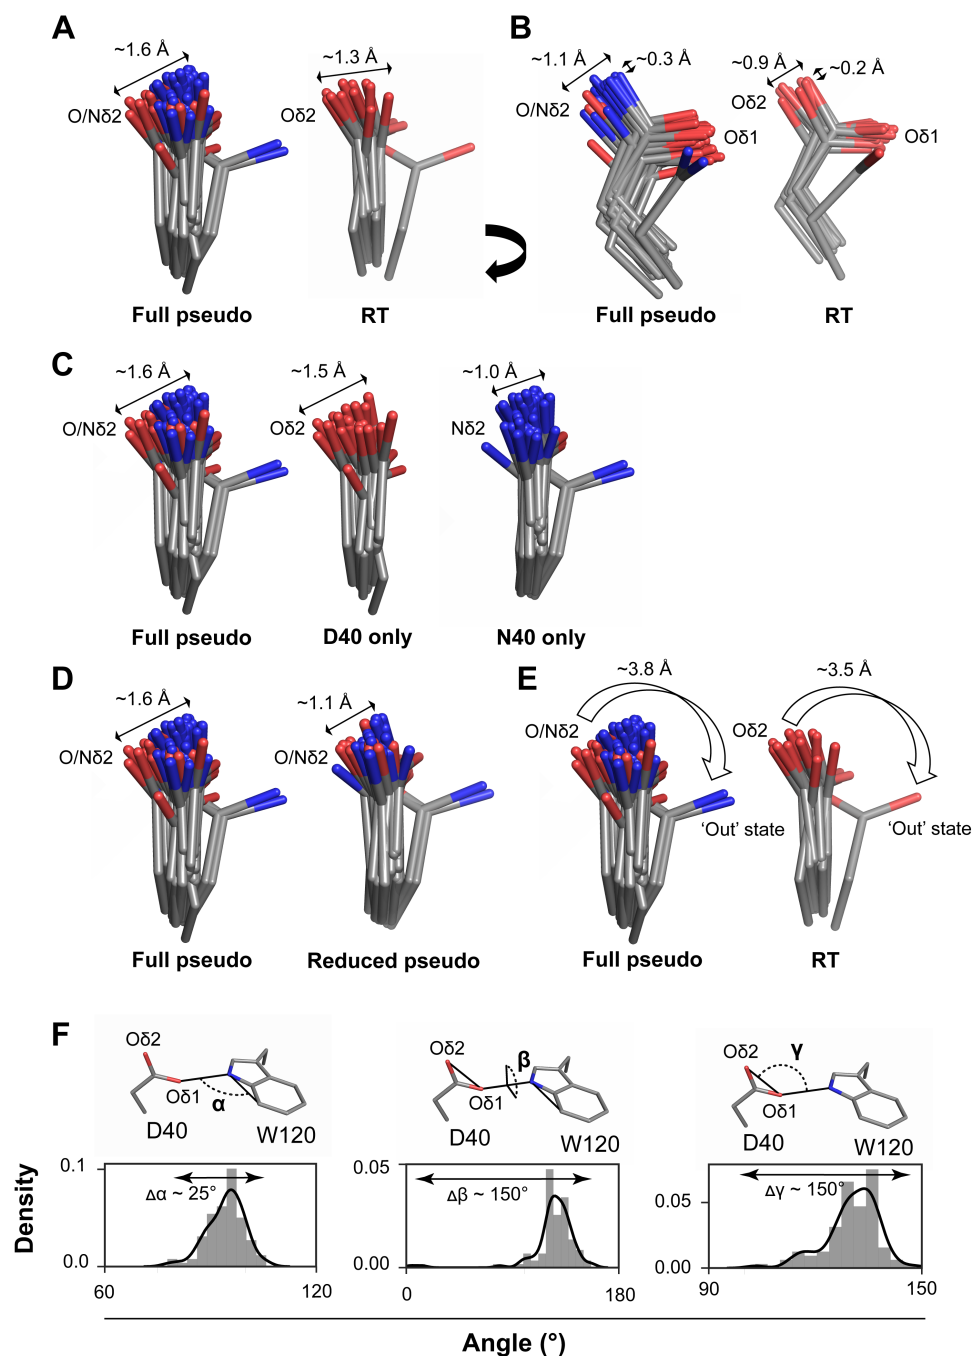 A
~1.6 Å
~1.3 Å
O/Nδ2
Oδ2
Full pseudo
RT
B
~1.1 Å
~0.3 Å
~0.9 Å
~0.2 Å
O/Nδ2
Oδ1
Oδ2
Oδ1
Full pseudo
RT
C
~1.6 Å
~1.5 Å
~1.0 Å
O/Nδ2
Oδ2
Nδ2
Full pseudo
D40 only
N40 only
D
~1.6 Å
~1.1 Å
O/Nδ2
O/Nδ2
Full pseudo
Reduced pseudo
E
~3.8 Å
~3.5 Å
O/Nδ2
Oδ2
‘Out’ state
‘Out’ state
Full pseudo
RT
F
Oδ2
Oδ1
α
D40
W120
Oδ2
Oδ1
β
D40
W120
Oδ2
Oδ1
γ
D40
W120
Density
0.1
0.0
Δα ~ 25°
60
120
0.05
0.00
Δβ ~ 150°
0
180
0.05
0.00
Δγ ~ 150°
90
150
Angle (°)